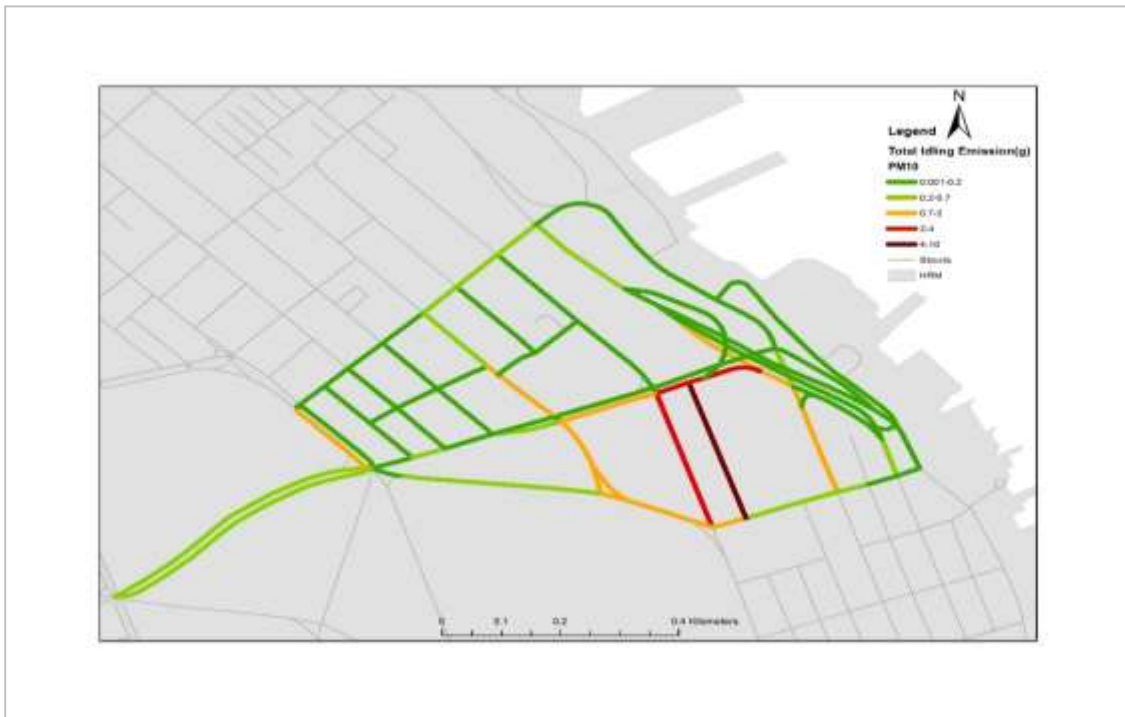 N
Legend
Total Idling Emission(g)
PM10
0.001-0.2
0.2-0.7
0.7-2
2-4
4-10
Streets
HRM
0 0.1 0.2 0.4 Kilometers